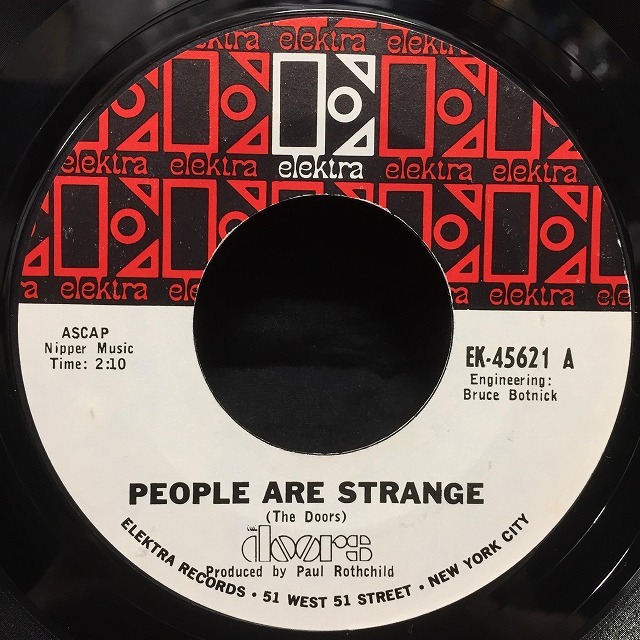 elektra elektra elektra
elektra elektra elektra elektra
elektra elektra
ASCAP
Nipper Music
Time: 2:10
EK-45621 A
Engineering:
Bruce Botnick
PEOPLE ARE STRANGE
(The Doors)
the doors
Produced by Paul Rothchild
ELEKTRA RECORDS • 51 WEST 51 STREET • NEW YORK CITY